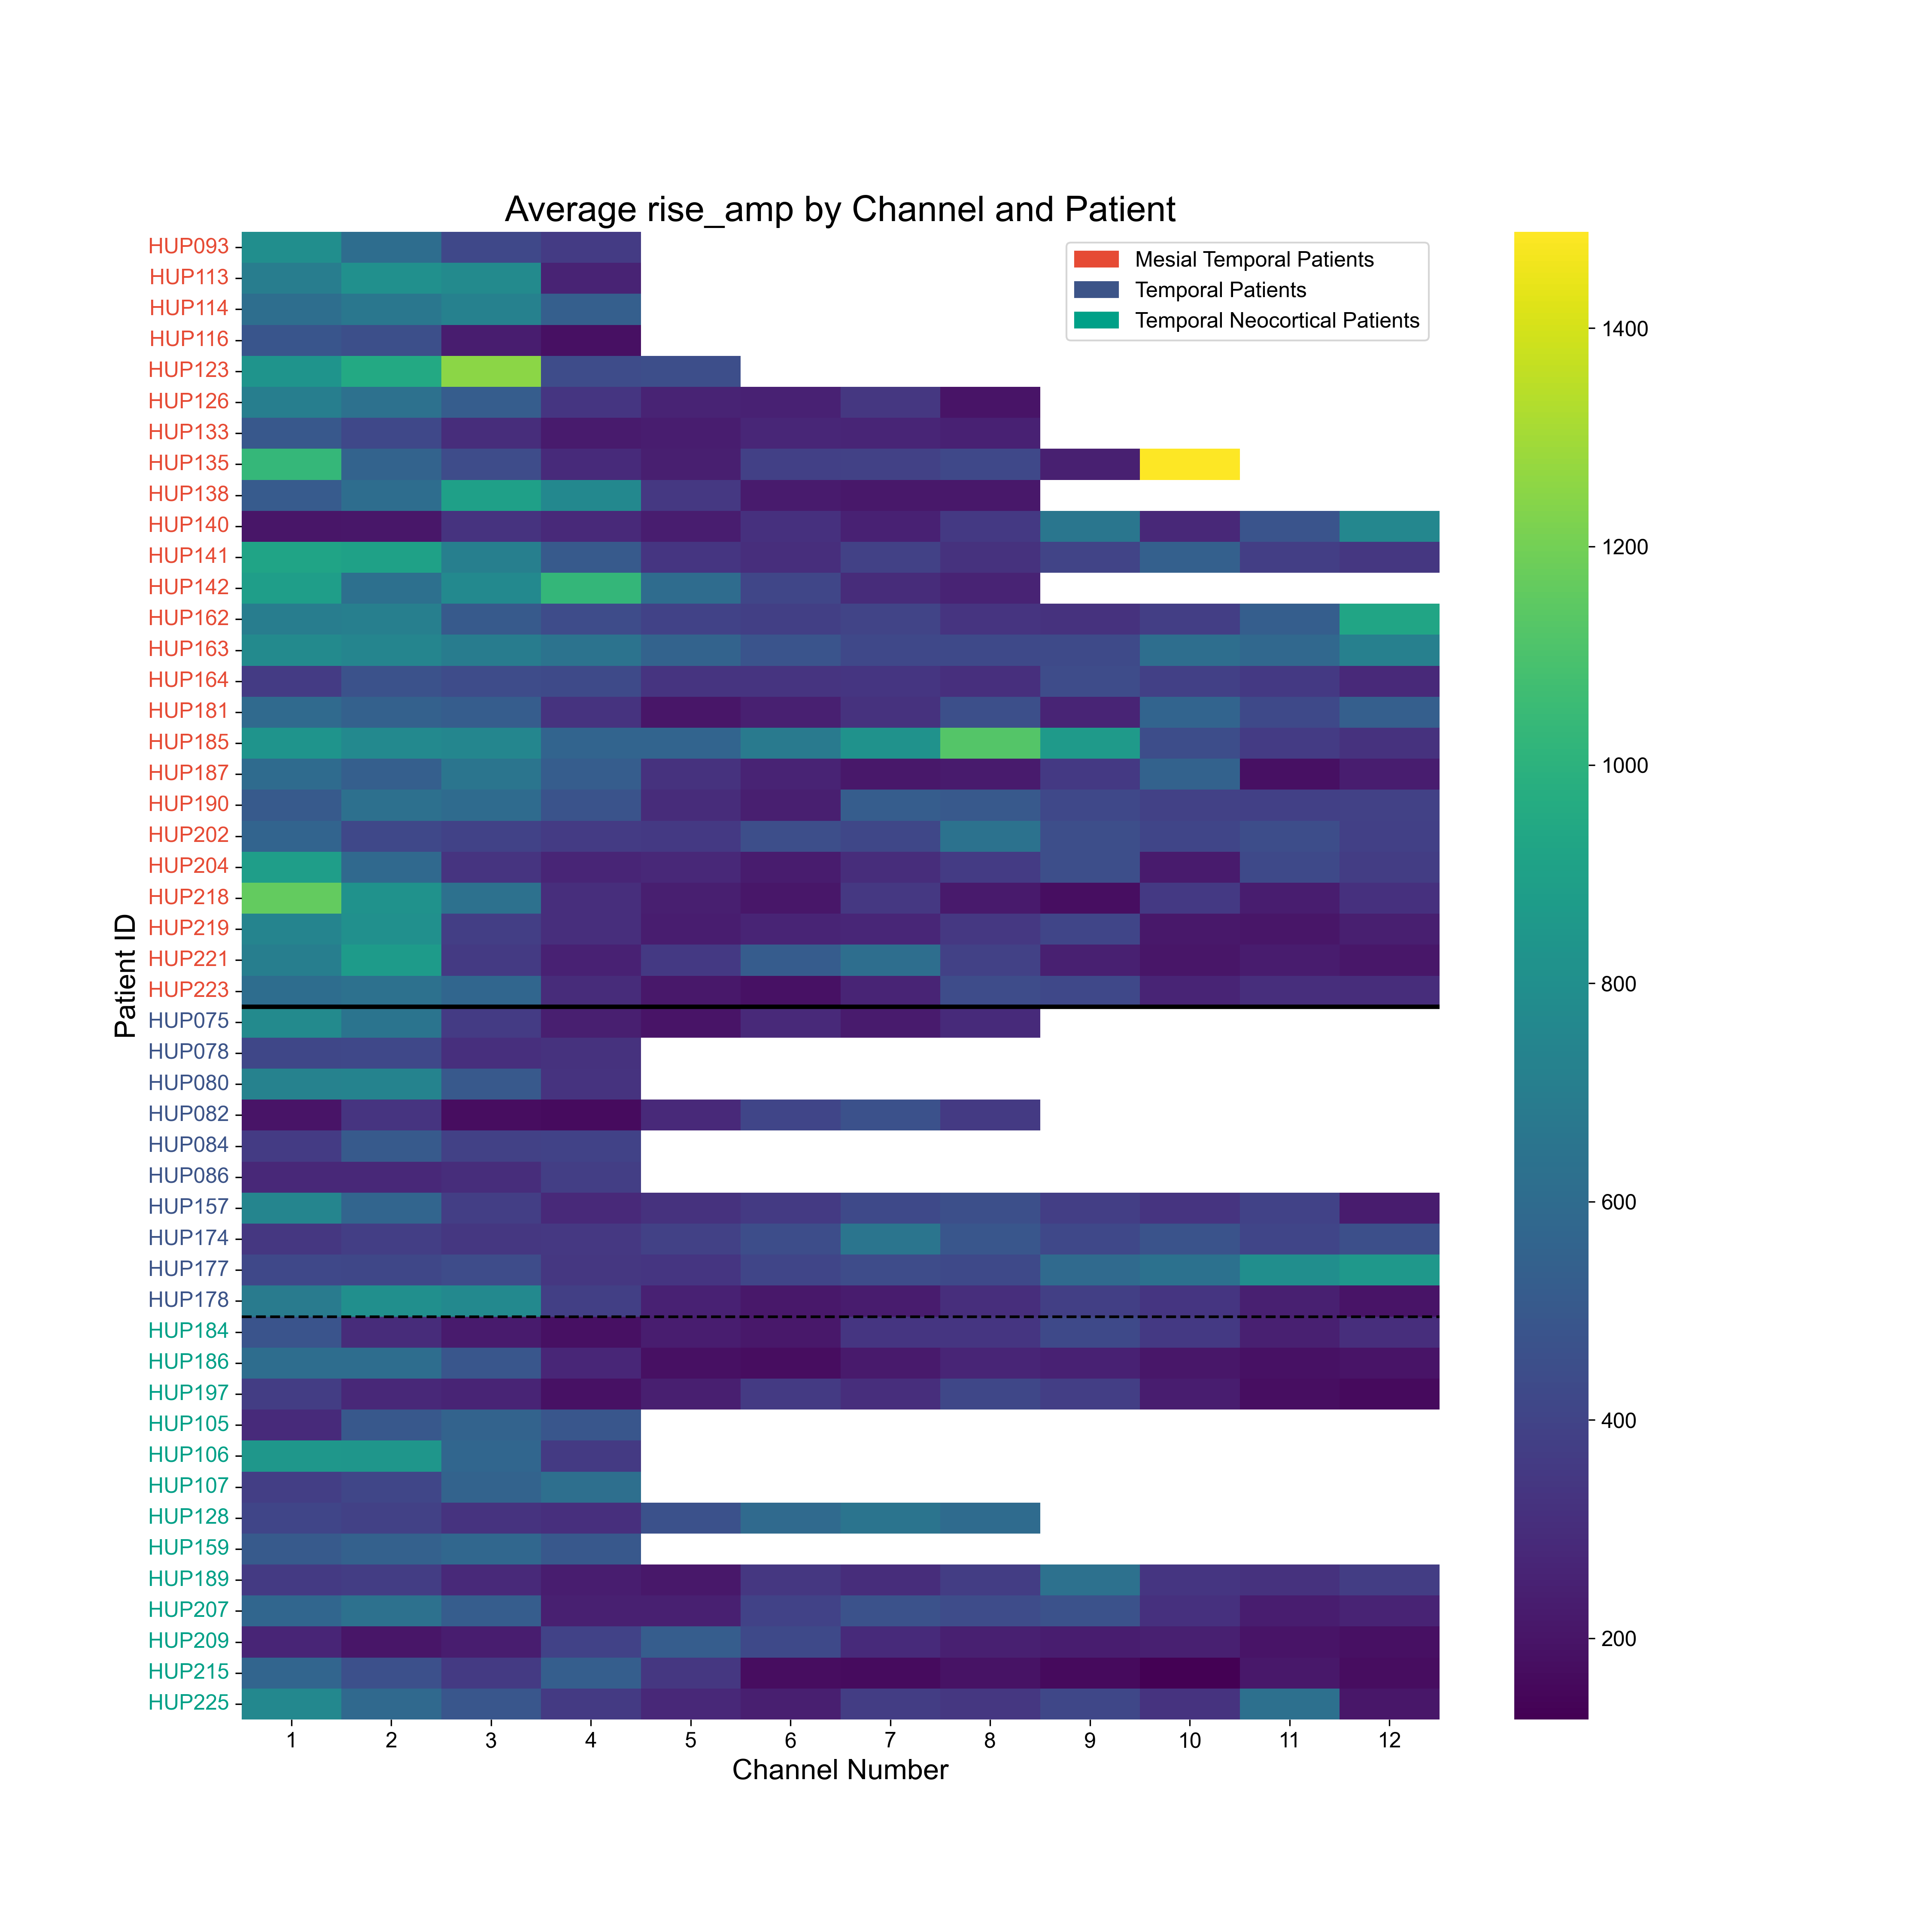 Average rise_amp by Channel and Patient
Mesial Temporal Patients
Temporal Patients
Temporal Neocortical Patients
Patient ID
HUP093
HUP113
HUP114
HUP116
HUP123
HUP126
HUP133
HUP135
HUP138
HUP140
HUP141
HUP142
HUP162
HUP163
HUP164
HUP181
HUP185
HUP187
HUP190
HUP202
HUP204
HUP218
HUP219
HUP221
HUP223
HUP075
HUP078
HUP080
HUP082
HUP084
HUP086
HUP157
HUP174
HUP177
HUP178
HUP184
HUP186
HUP197
HUP105
HUP106
HUP107
HUP128
HUP159
HUP189
HUP207
HUP209
HUP215
HUP225
1 2 3 4 5 6 7 8 9 10 11 12
Channel Number
1400
1200
1000
800
600
400
200